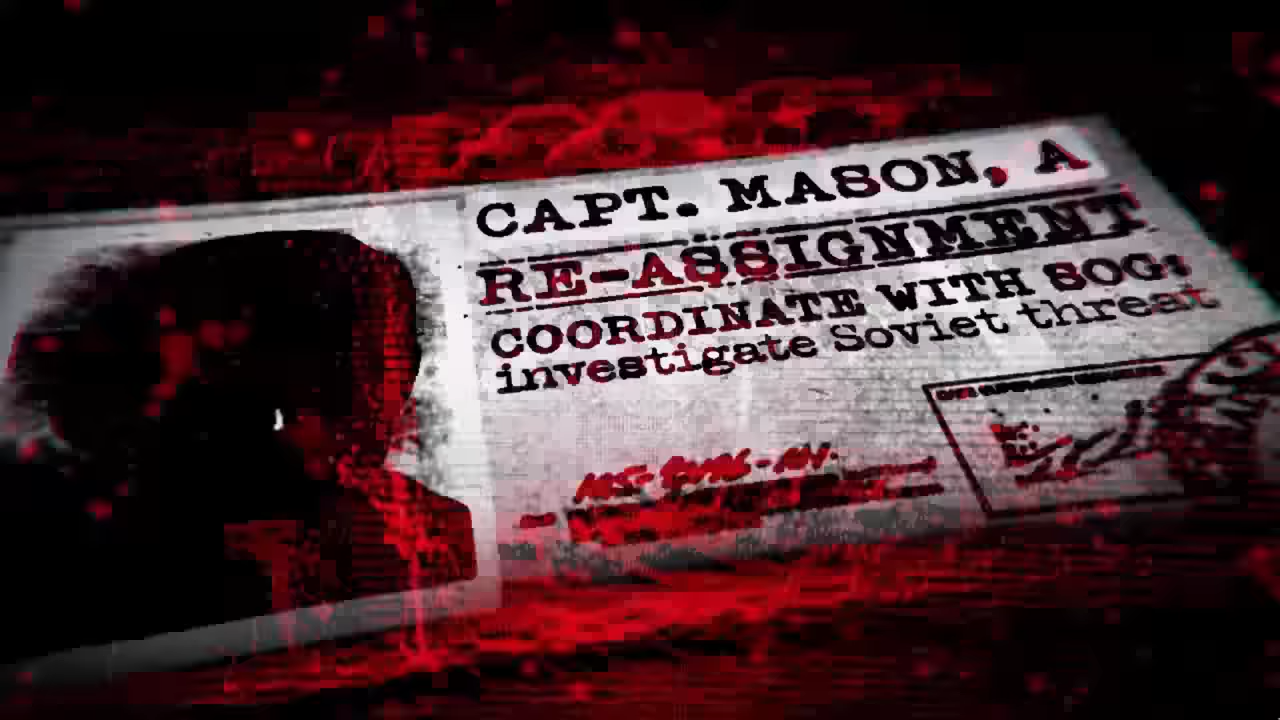 CAPT. MASON, A
RE-ASSIGNMENT
COORDINATE WITH SOG:
investigate Soviet threat